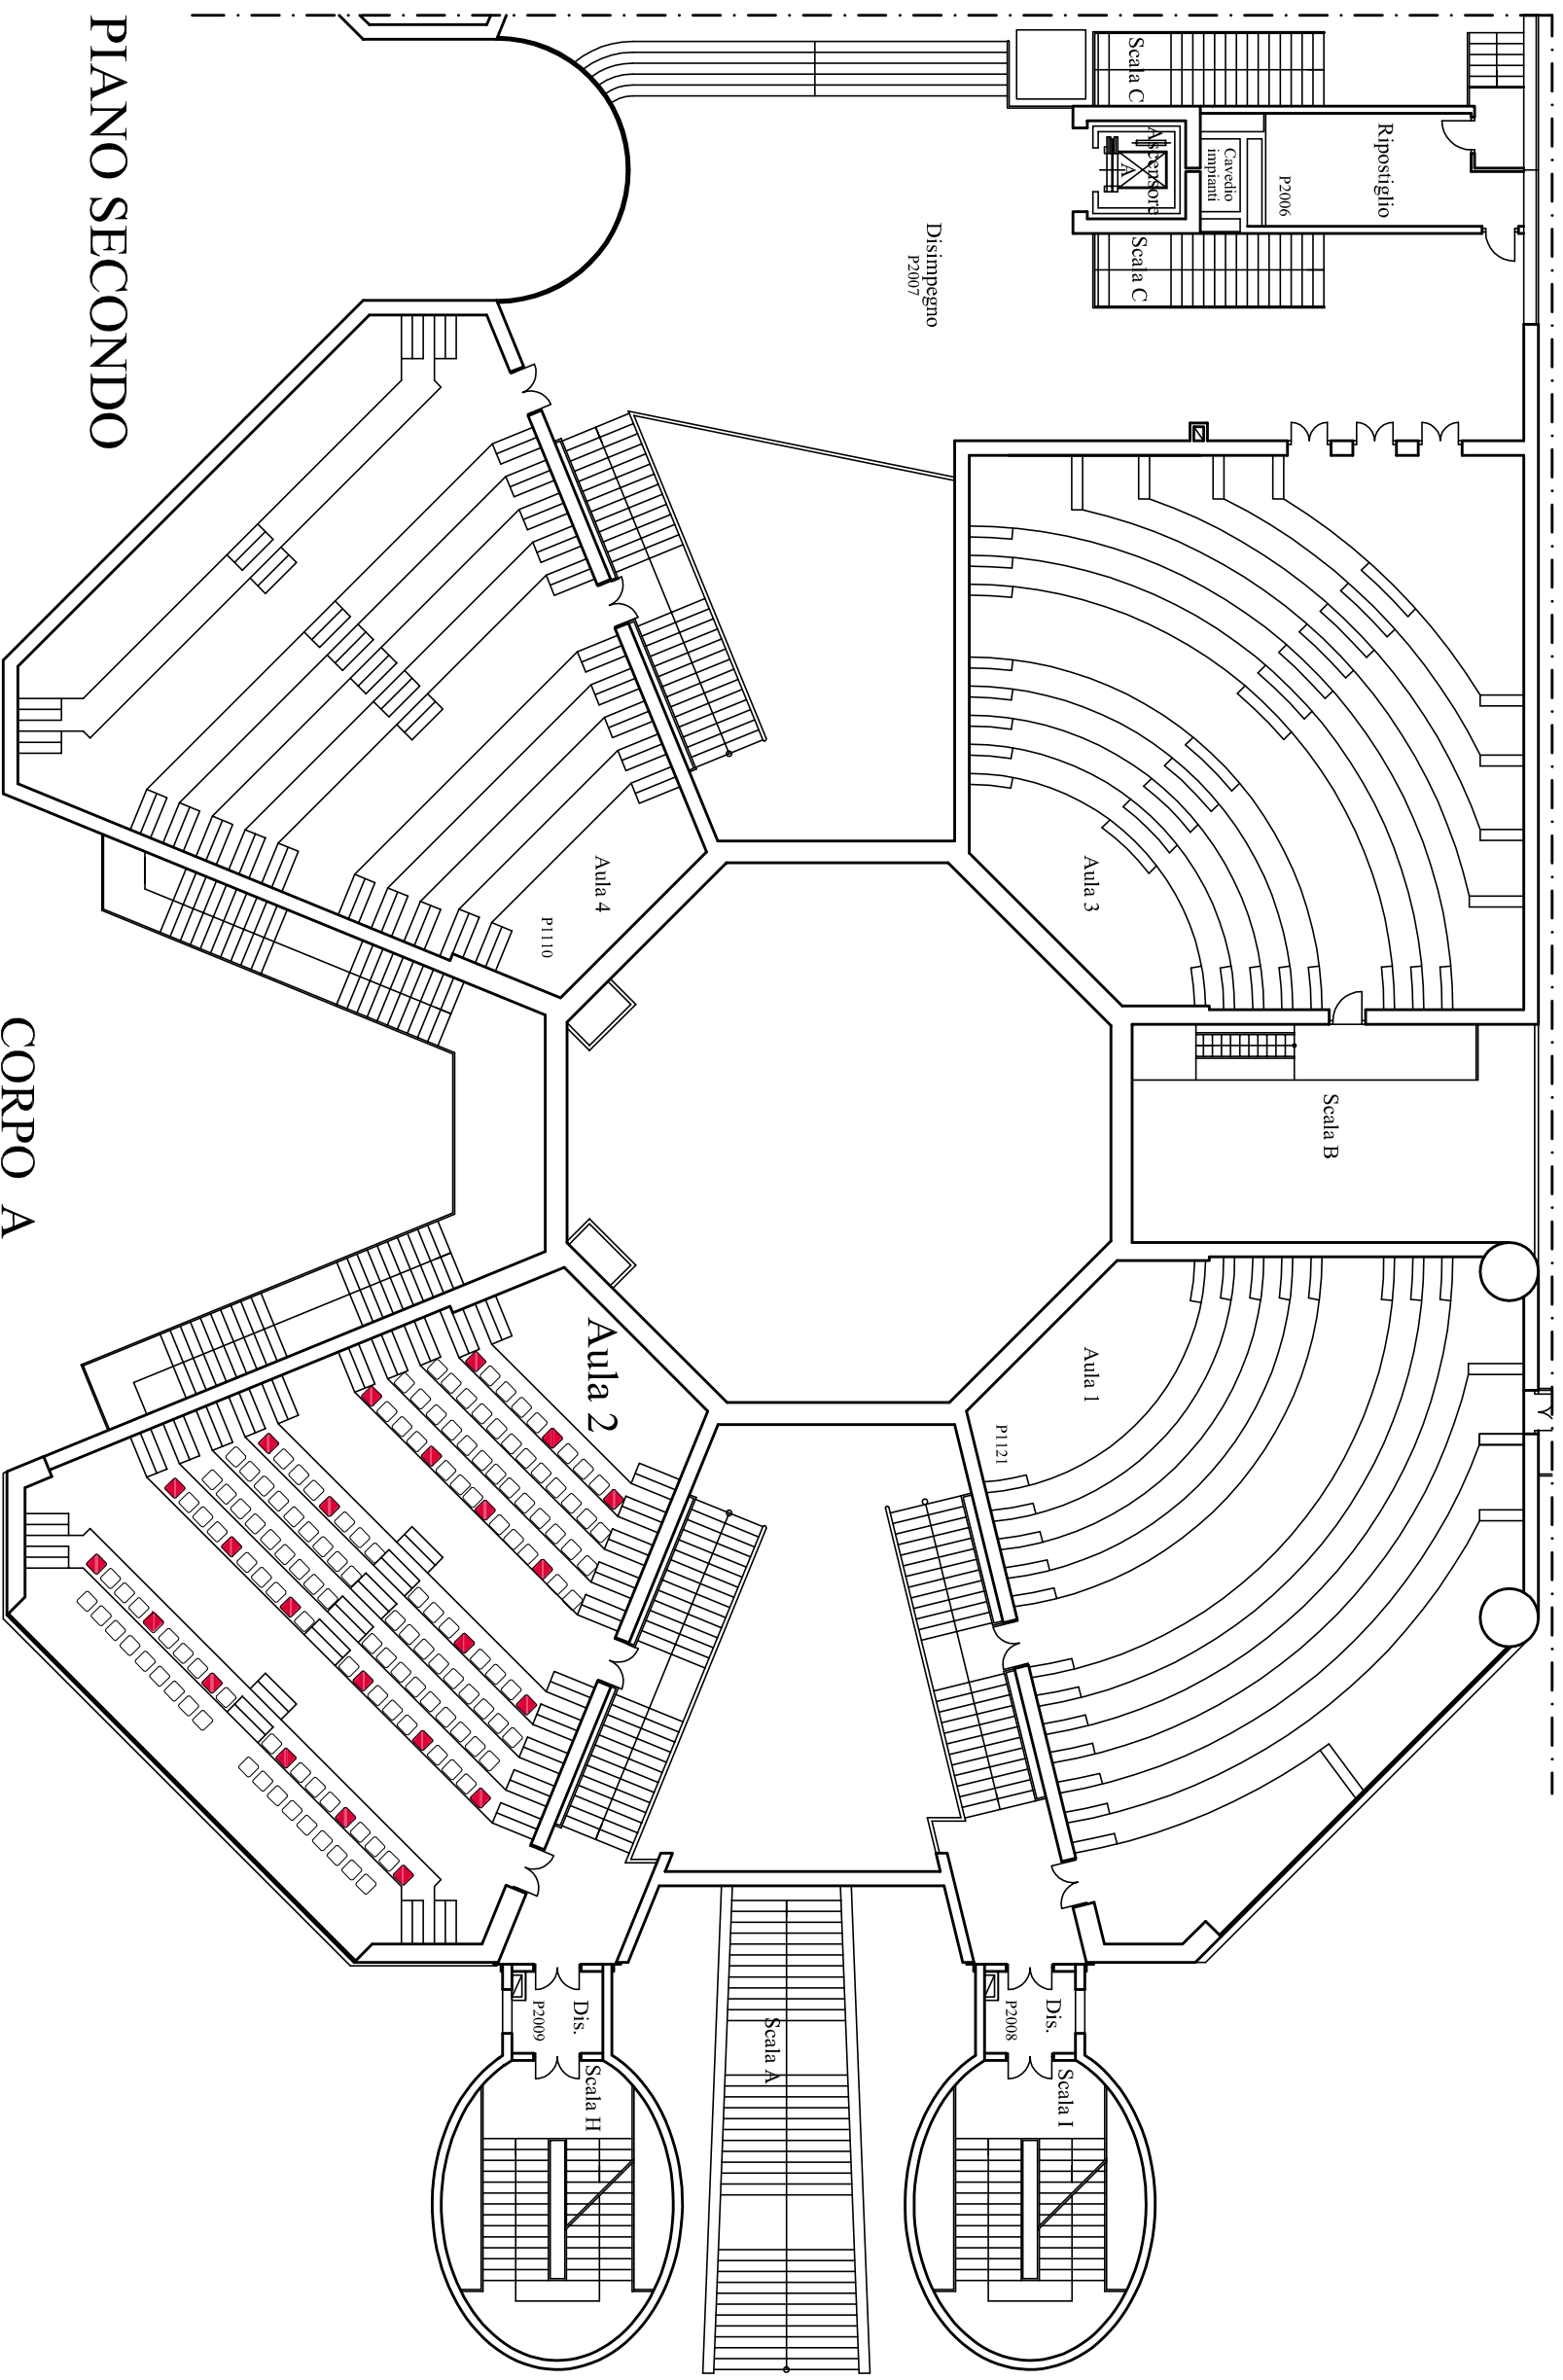 PIANO SECONDO
CORPO A
Scala C
Ascensore
A
Cavedio
impianti
Ripostiglio
P2006
Scala C
Disimpegno
P2007
Aula 3
Aula 4
P1110
Scala B
Aula 1
P1121
Aula 2
Dis.
P2008
Scala I
Scala A
Dis.
P2009
Scala H